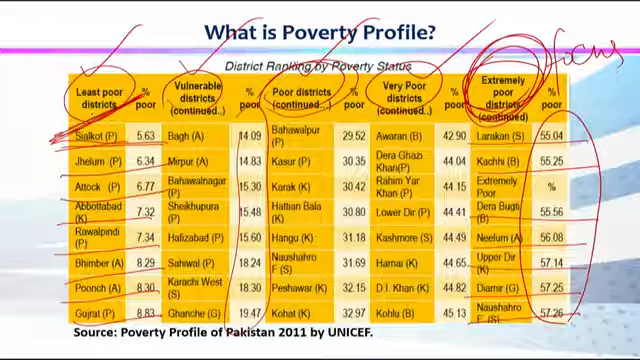 What is Poverty Profile?
focus
District Ranking by Poverty Status
Least poor districts % poor Vulnerable districts (continued..) % poor Poor districts (continued..) % poor Very Poor districts (continued..) % poor Extremely poor districts (continued) % poor
Sialkot (P) 5.63 Bagh (A) 14.09 Bahawalpur (P) 29.52 Awaran (B) 42.90 Larakan (S) 55.04
Jhelum (P) 6.34 Mirpur (A) 14.83 Kasur (P) 30.35 Dera Ghazi Khan(P) 44.04 Kachhi (B) 55.25
Attock (P) 6.77 Bahawalnagar (P) 15.30 Karak (K) 30.42 Rahim Yar Khan (P) 44.15 Extremely Poor %
Abbottabad (K) 7.32 Sheikhupura (P) 15.48 Hattian Bala (K) 30.80 Lower Dir (P) 44.41 Dera Bugti (B) 55.56
Rawalpindi (P) 7.34 Hafizabad (P) 15.60 Hangu (K) 31.18 Kashmore (S) 44.49 Neelum (A) 56.08
Bhimber (A) 8.29 Sahiwal (P) 18.24 Naushahro F (S) 31.69 Harnai (K) 44.65 Upper Dir (K) 57.14
Poonch (A) 8.30 Karachi West (S) 18.30 Peshawar (K) 32.15 D.I. Khan (K) 44.82 Diamir (G) 57.25
Gujrat (P) 8.83 Ghanche (G) 19.47 Kohat (K) 32.97 Kohlu (B) 45.13 Naushahro F (S) 57.26
Source: Poverty Profile of Pakistan 2011 by UNICEF.